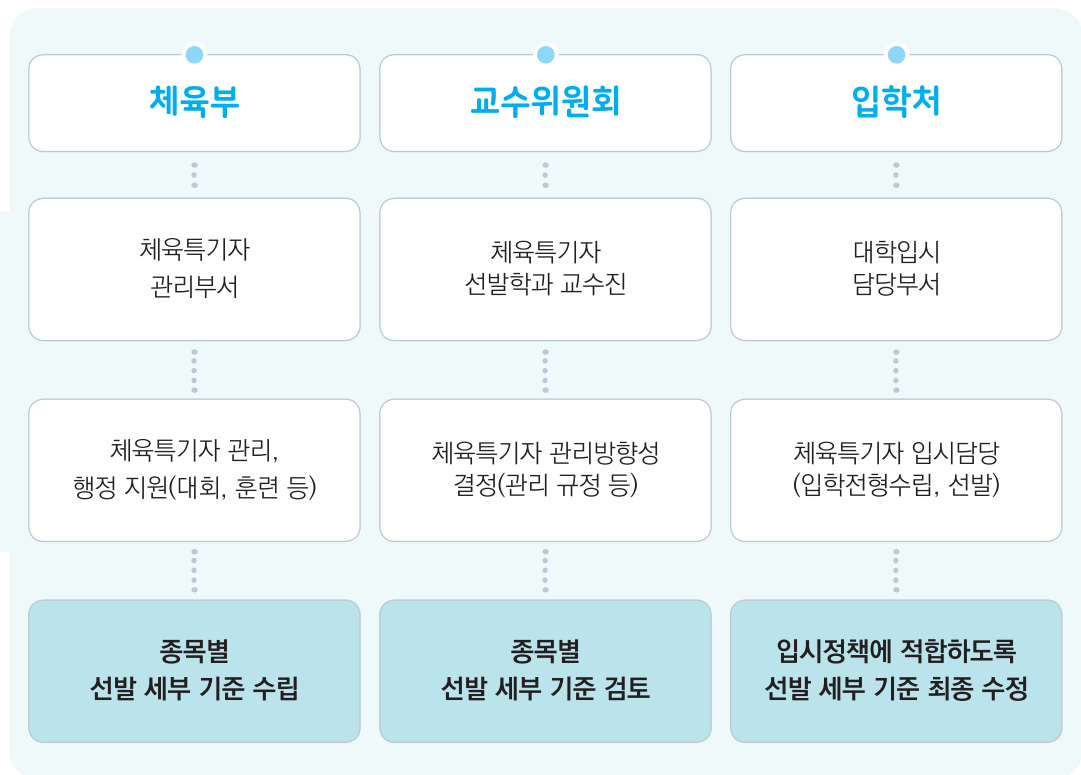 체육부
체육특기자
관리부서
체육특기자 관리,
행정 지원(대회, 훈련 등)
종목별
선발 세부 기준 수립
교수위원회
체육특기자
선발학과 교수진
체육특기자 관리방향성
결정(관리 규정 등)
종목별
선발 세부 기준 검토
입학처
대학입시
담당부서
체육특기자 입시담당
(입학전형수립, 선발)
입시정책에 적합하도록
선발 세부 기준 최종 수정